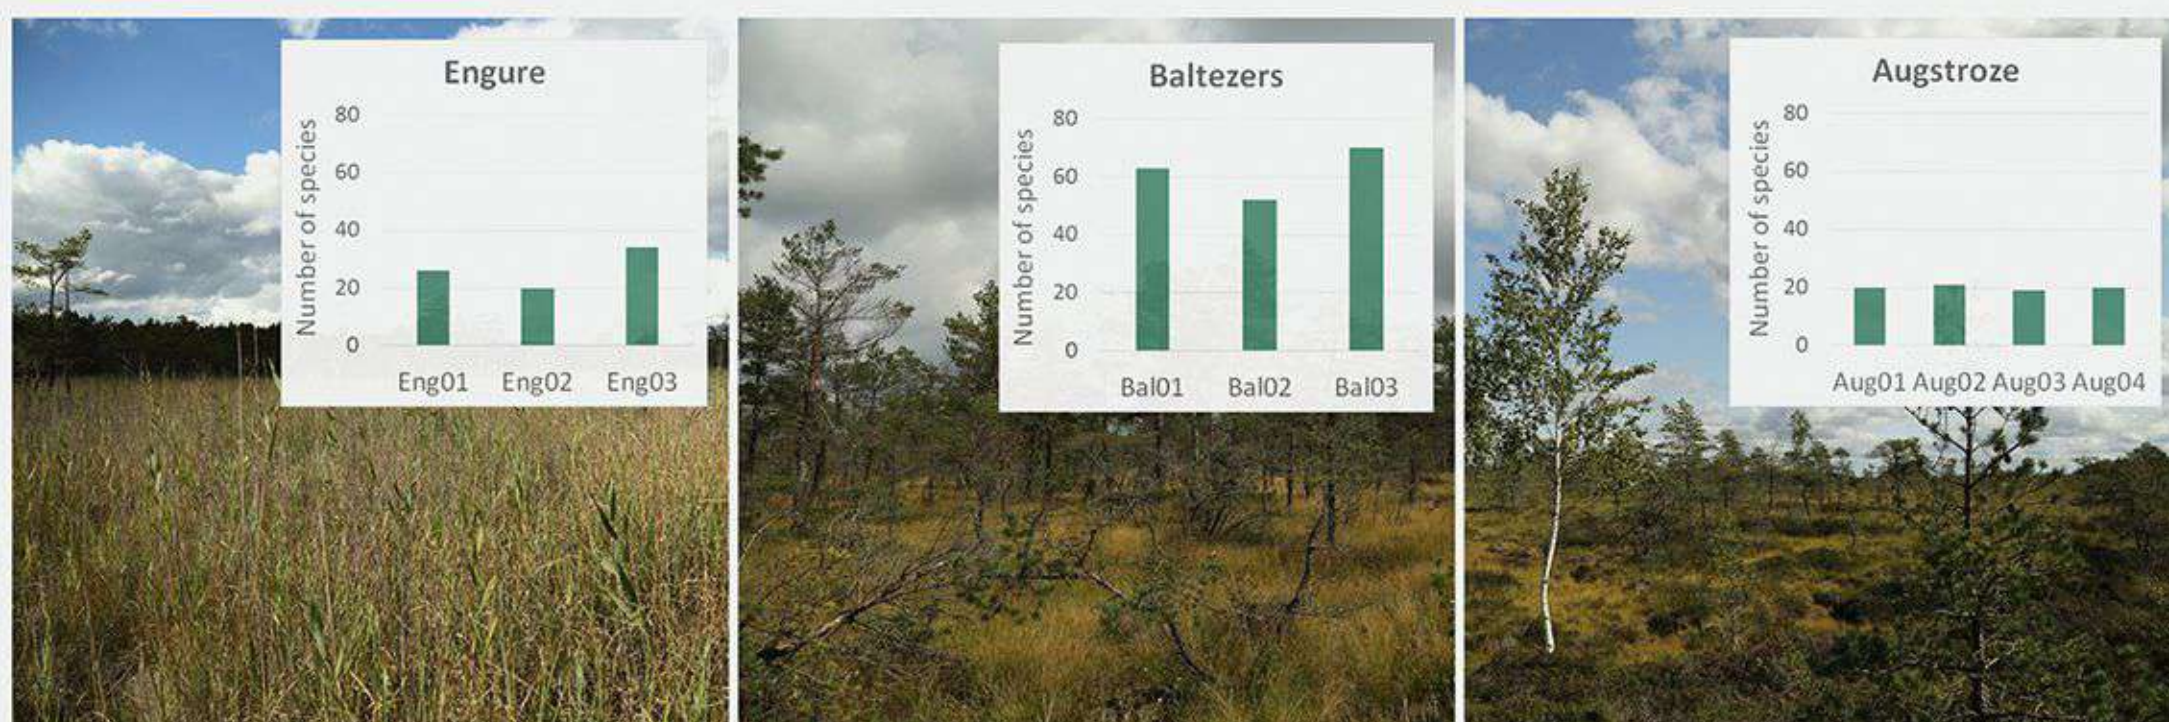 Engure
Number of species
80
60
40
20
0
Eng01 Eng02 Eng03
Baltezers
Number of species
80
60
40
20
0
Bal01 Bal02 Bal03
Augstroze
Number of species
80
60
40
20
0
Aug01 Aug02 Aug03 Aug04